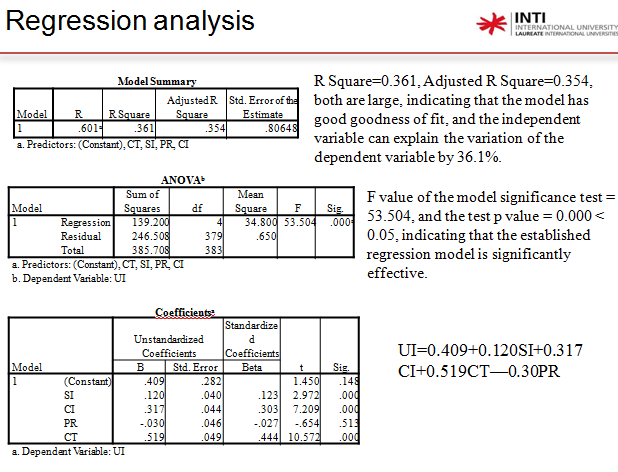 Regression analysis
INTI
INTERNATIONAL UNIVERSITY
LAUREATE INTERNATIONAL UNIVERSITIES
Model Summary
Model R R Square Adjusted R Square Std. Error of the Estimate
1 .601ª .361 .354 .80648
a. Predictors: (Constant), CT, SI, PR, CI
R Square=0.361, Adjusted R Square=0.354,
both are large, indicating that the model has
good goodness of fit, and the independent
variable can explain the variation of the
dependent variable by 36.1%.
ANOVAᵇ
Model Sum of Squares df Mean Square F Sig.
1 Regression 139.200 4 34.800 53.504 .000ª
Residual 246.508 379 .650
Total 385.708 383
a. Predictors: (Constant), CT, SI, PR, CI
b. Dependent Variable: UI
F value of the model significance test =
53.504, and the test p value = 0.000 <
0.05, indicating that the established
regression model is significantly
effective.
Coefficientsª
Model Unstandardized Coefficients Standardize d Coefficients t Sig.
B Std. Error Beta
1 (Constant) .409 .282 1.450 .148
SI .120 .040 .123 2.972 .000
CI .317 .044 .303 7.209 .000
PR -.030 .046 -.027 -.654 .513
CT .519 .049 .444 10.572 .000
a. Dependent Variable: UI
UI=0.409+0.120SI+0.317
CI+0.519CT—0.30PR